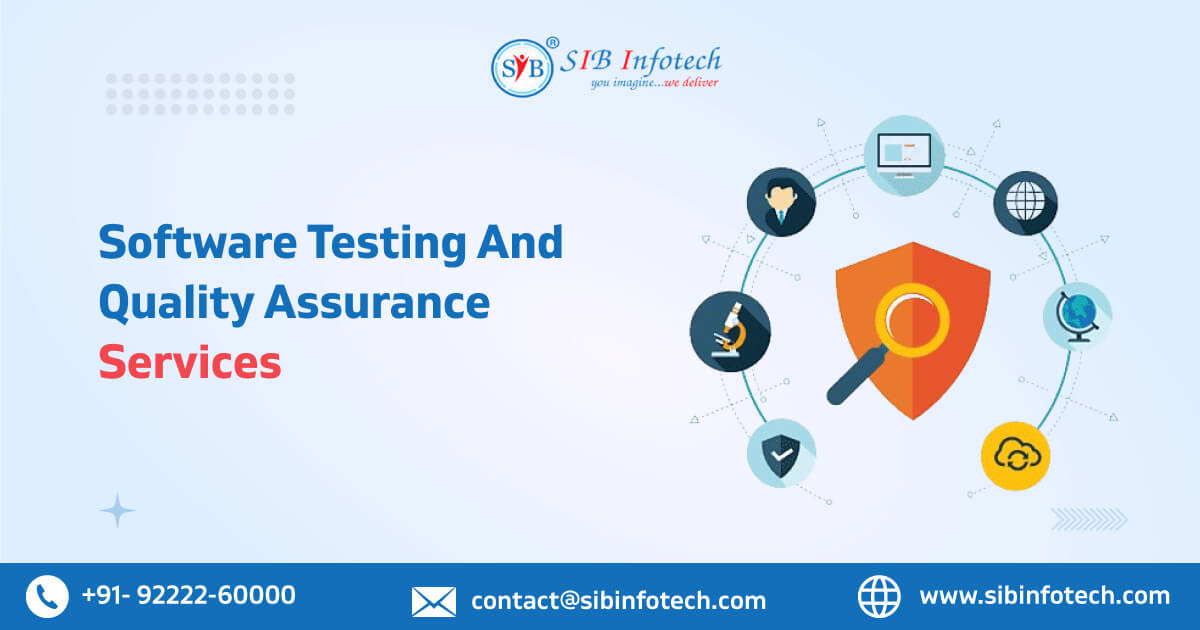 SIB
®
SIB Infotech
you imagine...we deliver
Software Testing And
Quality Assurance
Services
+91- 92222-60000
contact@sibinfotech.com
www.sibinfotech.com